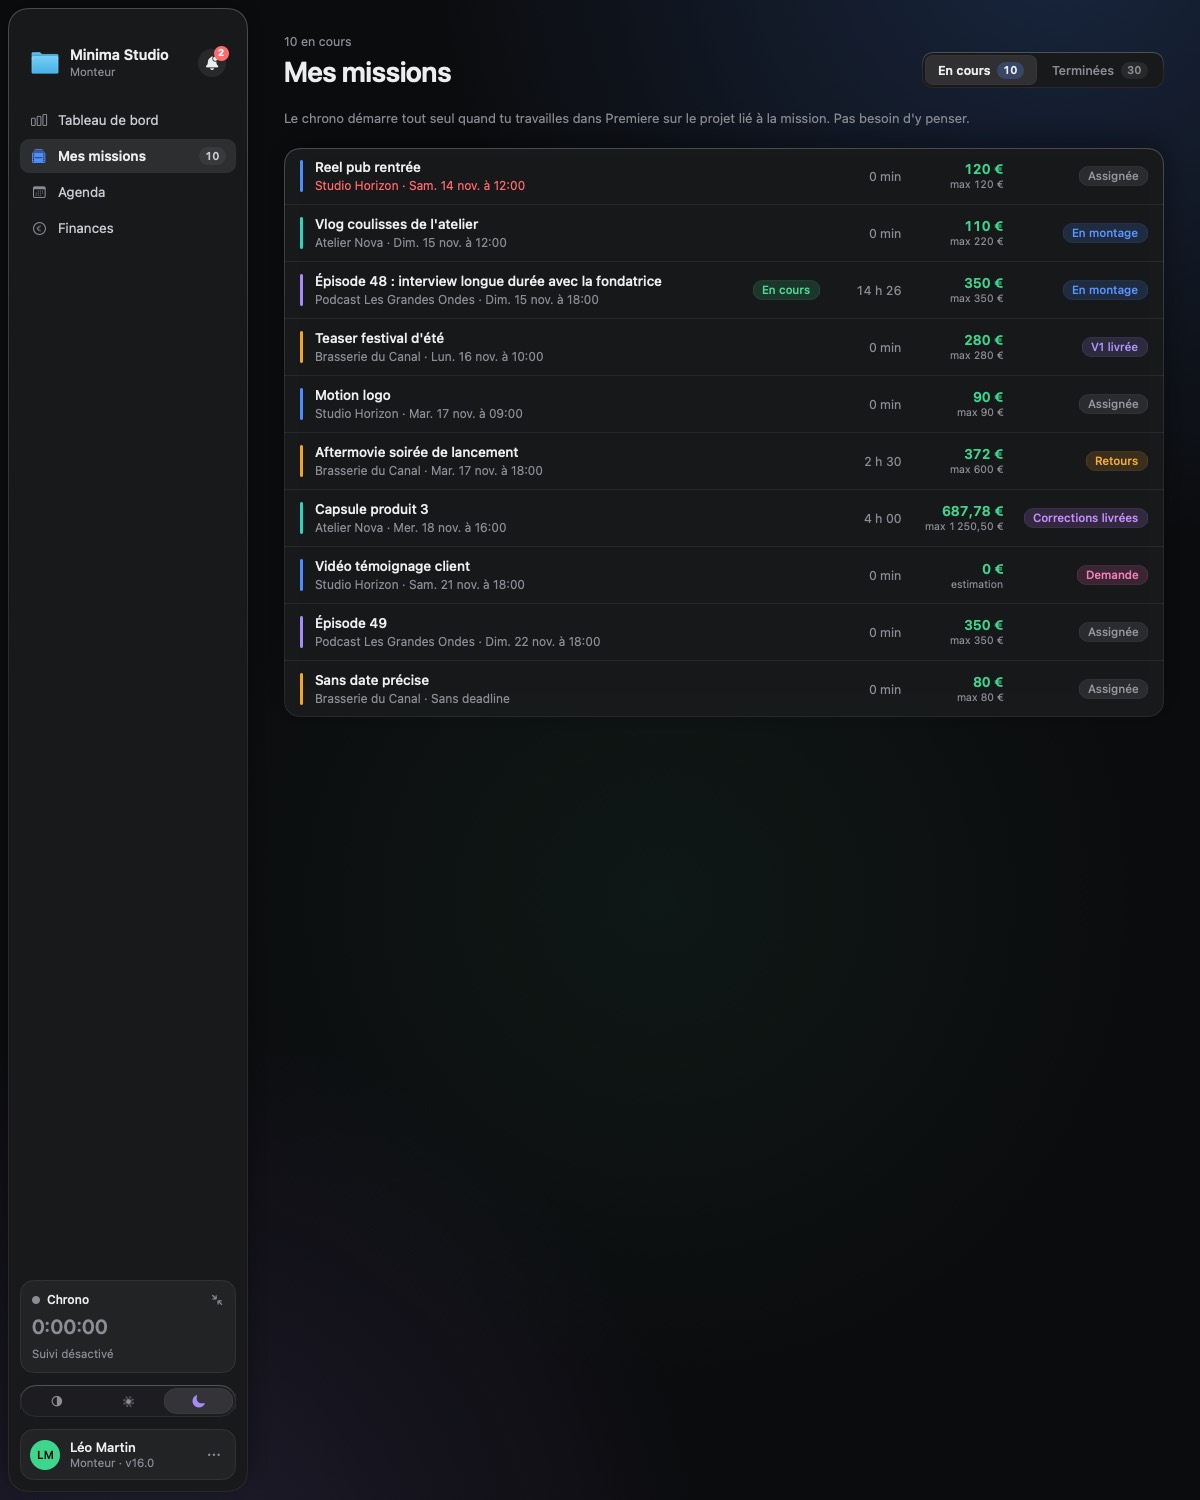 Minima Studio
Monteur
2
Tableau de bord
Mes missions 10
Agenda
Finances
10 en cours
Mes missions
En cours 10 Terminées 30
Le chrono démarre tout seul quand tu travailles dans Premiere sur le projet lié à la mission. Pas besoin d'y penser.
Reel pub rentrée
Studio Horizon · Sam. 14 nov. à 12:00
0 min
120 €
max 120 €
Assignée
Vlog coulisses de l'atelier
Atelier Nova · Dim. 15 nov. à 12:00
0 min
110 €
max 220 €
En montage
Épisode 48 : interview longue durée avec la fondatrice
Podcast Les Grandes Ondes · Dim. 15 nov. à 18:00
En cours
14 h 26
350 €
max 350 €
En montage
Teaser festival d'été
Brasserie du Canal · Lun. 16 nov. à 10:00
0 min
280 €
max 280 €
V1 livrée
Motion logo
Studio Horizon · Mar. 17 nov. à 09:00
0 min
90 €
max 90 €
Assignée
Aftermovie soirée de lancement
Brasserie du Canal · Mar. 17 nov. à 18:00
2 h 30
372 €
max 600 €
Retours
Capsule produit 3
Atelier Nova · Mer. 18 nov. à 16:00
4 h 00
687,78 €
max 1 250,50 €
Corrections livrées
Vidéo témoignage client
Studio Horizon · Sam. 21 nov. à 18:00
0 min
0 €
estimation
Demande
Épisode 49
Podcast Les Grandes Ondes · Dim. 22 nov. à 18:00
0 min
350 €
max 350 €
Assignée
Sans date précise
Brasserie du Canal · Sans deadline
0 min
80 €
max 80 €
Assignée
Chrono
0:00:00
Suivi désactivé
LM
Léo Martin
Monteur · v16.0